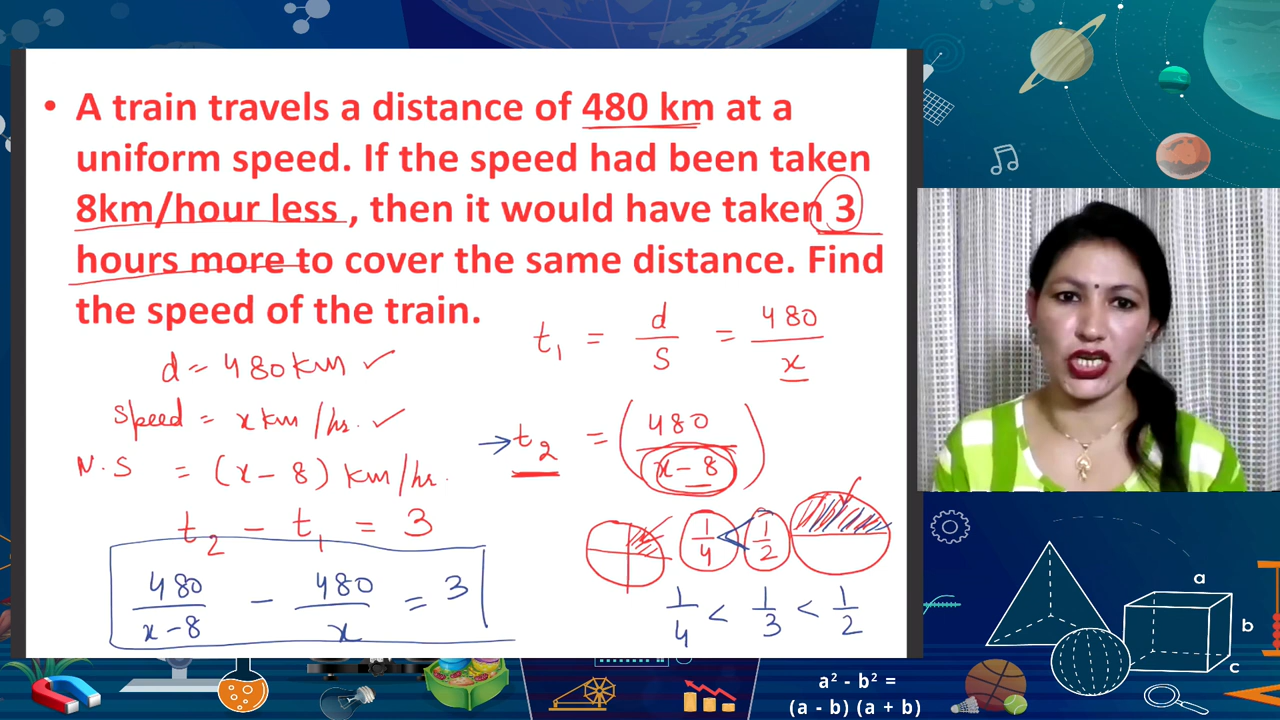 • A train travels a distance of 480 km at a
uniform speed. If the speed had been taken
8km/hour less , then it would have taken 3
hours more to cover the same distance. Find
the speed of the train.
t₁ = d/s = 480/x
d = 480 km ✓
Speed = x km/hr. ✓
N.S = (x-8) km/hr.
→ t₂ = (480/(x-8))
t₂ - t₁ = 3
1/4 < 1/2
480/(x-8) - 480/x = 3
1/4 < 1/3 < 1/2
a
b
c
a² - b² =
(a - b) (a + b)